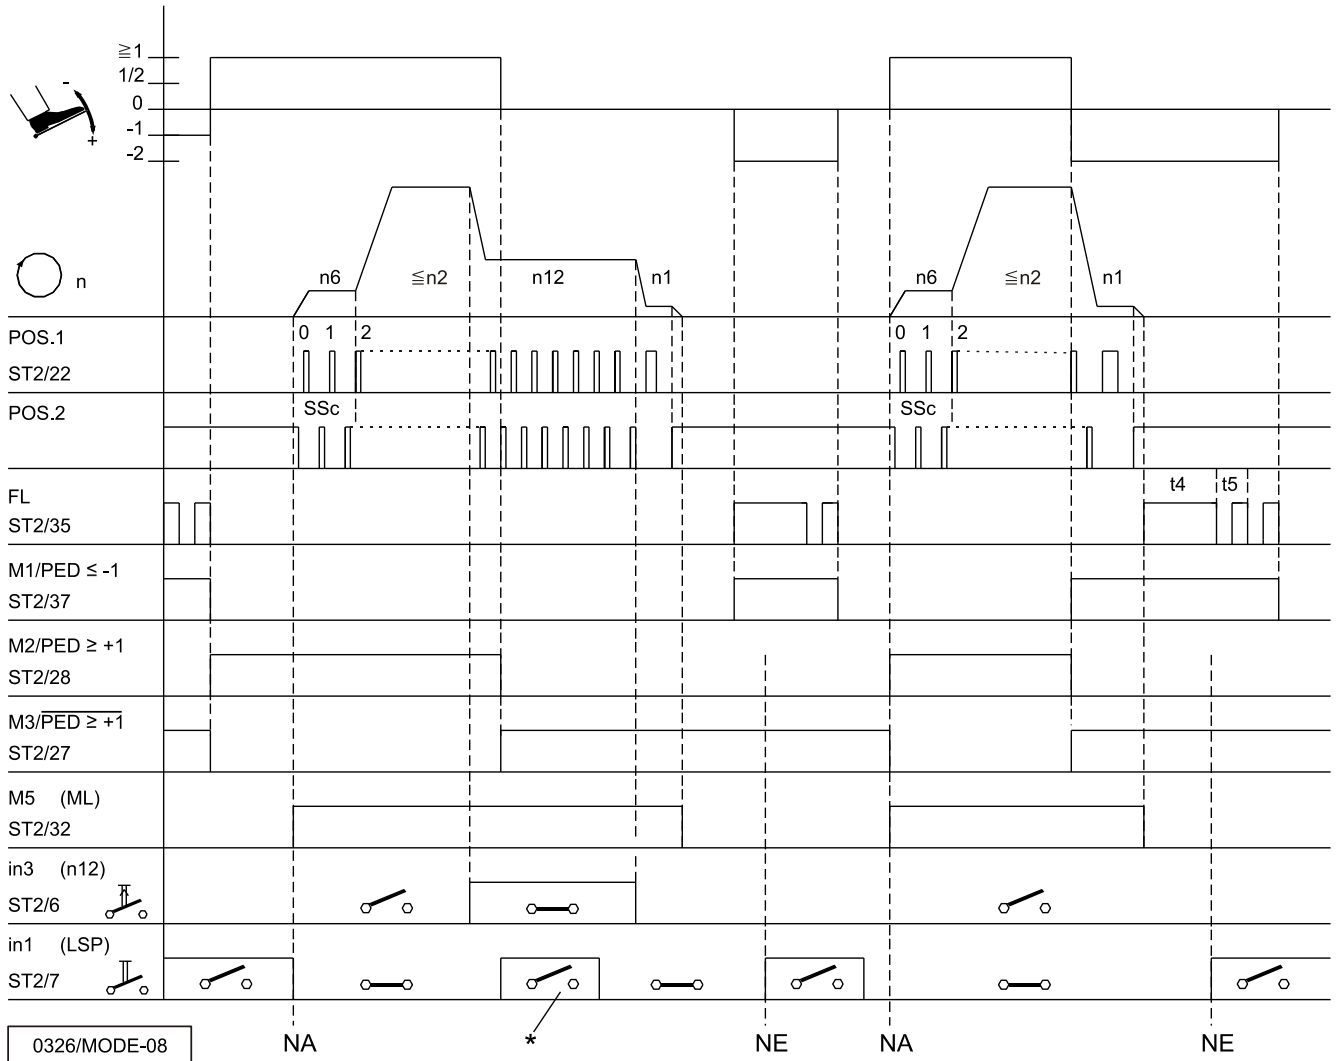 ≧1
1/2
0
-1
-2
-
+
n
n6
≦n2
n12
n1
n6
≦n2
n1
POS.1
0 1 2
0 1 2
ST2/22
POS.2
SSc
SSc
FL
t4 t5
ST2/35
M1/PED ≤ -1
ST2/37
M2/PED ≥ +1
ST2/28
M3/PED ≥ +1
ST2/27
M5 (ML)
ST2/32
in3 (n12)
ST2/6
in1 (LSP)
ST2/7
0326/MODE-08
NA
*
NE
NA
NE